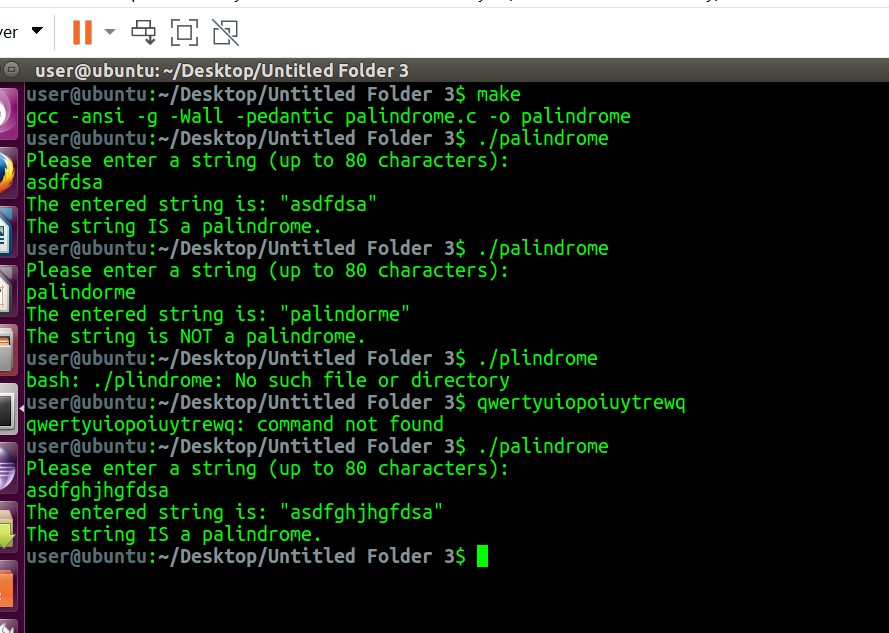 er
user@ubuntu: ~/Desktop/Untitled Folder 3
user@ubuntu:~/Desktop/Untitled Folder 3$ make
gcc -ansi -g -Wall -pedantic palindrome.c -o palindrome
user@ubuntu:~/Desktop/Untitled Folder 3$ ./palindrome
Please enter a string (up to 80 characters):
asdfdsa
The entered string is: "asdfdsa"
The string IS a palindrome.
user@ubuntu:~/Desktop/Untitled Folder 3$ ./palindrome
Please enter a string (up to 80 characters):
palindorme
The entered string is: "palindorme"
The string is NOT a palindrome.
user@ubuntu:~/Desktop/Untitled Folder 3$ ./plindrome
bash: ./plindrome: No such file or directory
user@ubuntu:~/Desktop/Untitled Folder 3$ qwertyuiopoiuytrewq
qwertyuiopoiuytrewq: command not found
user@ubuntu:~/Desktop/Untitled Folder 3$ ./palindrome
Please enter a string (up to 80 characters):
asdfghjhgfdsa
The entered string is: "asdfghjhgfdsa"
The string IS a palindrome.
user@ubuntu:~/Desktop/Untitled Folder 3$